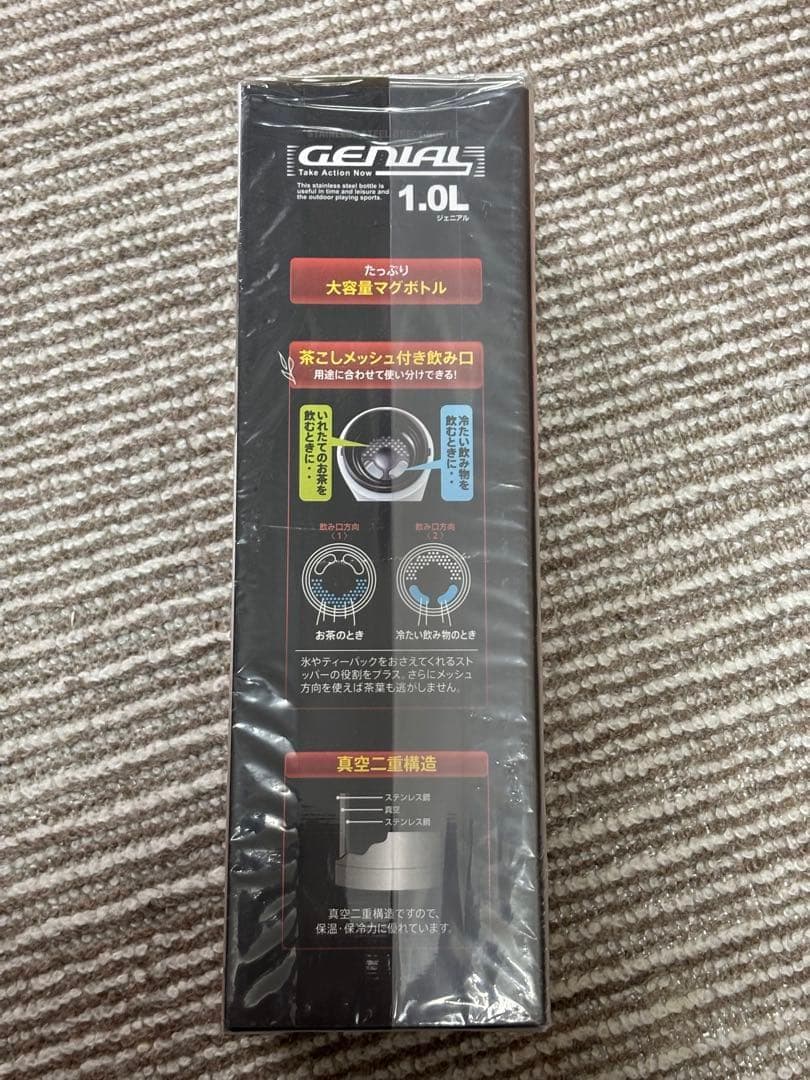 STAINLESS STEEL DIRECT BOTTLE
GENIAL
Take Action Now
This stainless steel bottle is
useful in time and leisure and
the outdoor playing sports.
1.0L
ジェニアル
たっぷり
大容量マグボトル
茶こしメッシュ付き飲み口
用途に合わせて使い分けできる!
いれたてのお茶を
飲むときに・・
冷たい飲み物を
飲むときに・・
飲み口方向
〈1〉
飲み口方向
〈2〉
お茶のとき
冷たい飲み物のとき
氷やティーパックをおさえてくれるスト
ッパーの役割をプラス。さらにメッシュ
方向を使えば茶葉も逃がしません。
真空二重構造
ステンレス鋼
真空
ステンレス鋼
真空二重構造ですので、
保温・保冷力に優れています。